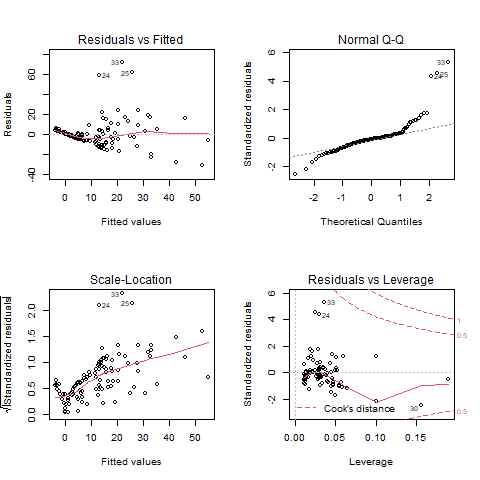 Residuals vs Fitted
Residuals
-40 0 20 60
33
24
25
0 10 20 30 40 50
Fitted values
Normal Q-Q
Standardized residuals
-2 0 2 4 6
33
25
24
-2 -1 0 1 2
Theoretical Quantiles
Scale-Location
√|Standardized residuals|
0.0 0.5 1.0 1.5 2.0
33
24
25
0 10 20 30 40 50
Fitted values
Residuals vs Leverage
Standardized residuals
-2 0 2 4 6
33
24
30
1
0.5
0.5
Cook's distance
0.00 0.05 0.10 0.15
Leverage